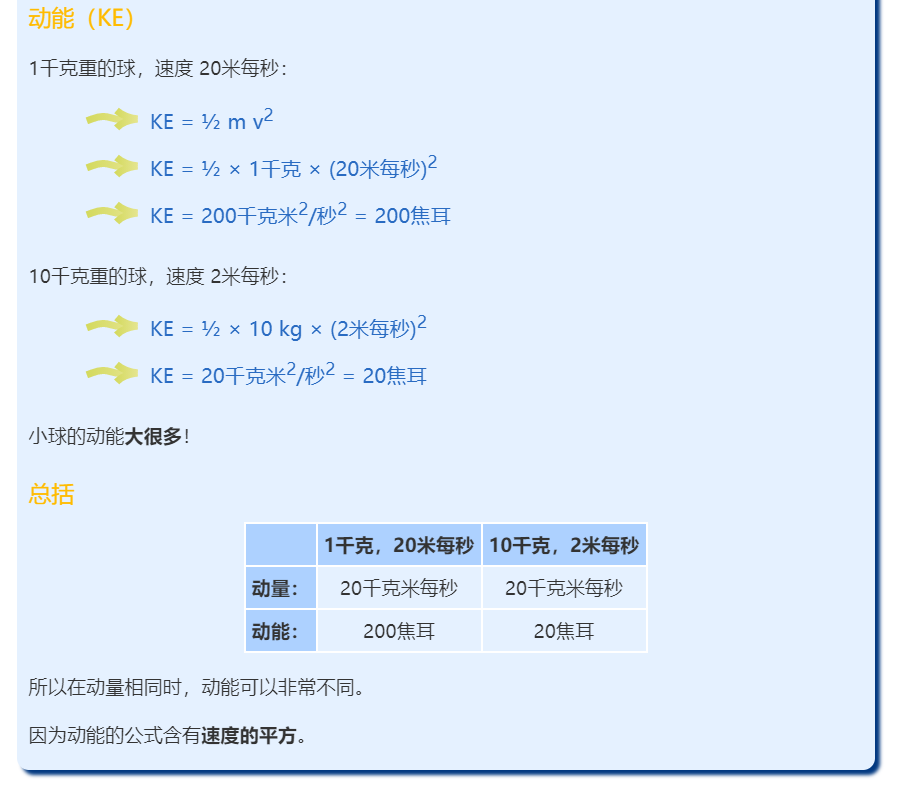 动能（KE）
1千克重的球，速度 20米每秒：
KE = ½ m v²
KE = ½ × 1千克 × (20米每秒)²
KE = 200千克米²/秒² = 200焦耳
10千克重的球，速度 2米每秒：
KE = ½ × 10 kg × (2米每秒)²
KE = 20千克米²/秒² = 20焦耳
小球的动能大很多！
总括
1千克，20米每秒 10千克，2米每秒
动量： 20千克米每秒 20千克米每秒
动能： 200焦耳 20焦耳
所以在动量相同时，动能可以非常不同。
因为动能的公式含有速度的平方。